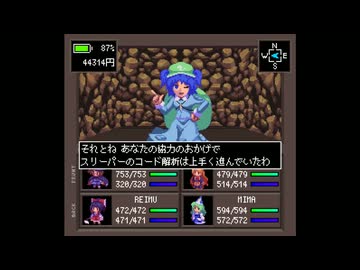 87%
44314円
N
W E
S
それとね あなたの協力のおかげで
スリーパーのコード解析は上手く進んでいたわ
FRONT
753/753 479/479
320/320 514/514
BACK
REIMU MIMA
472/472 594/594
471/471 572/572